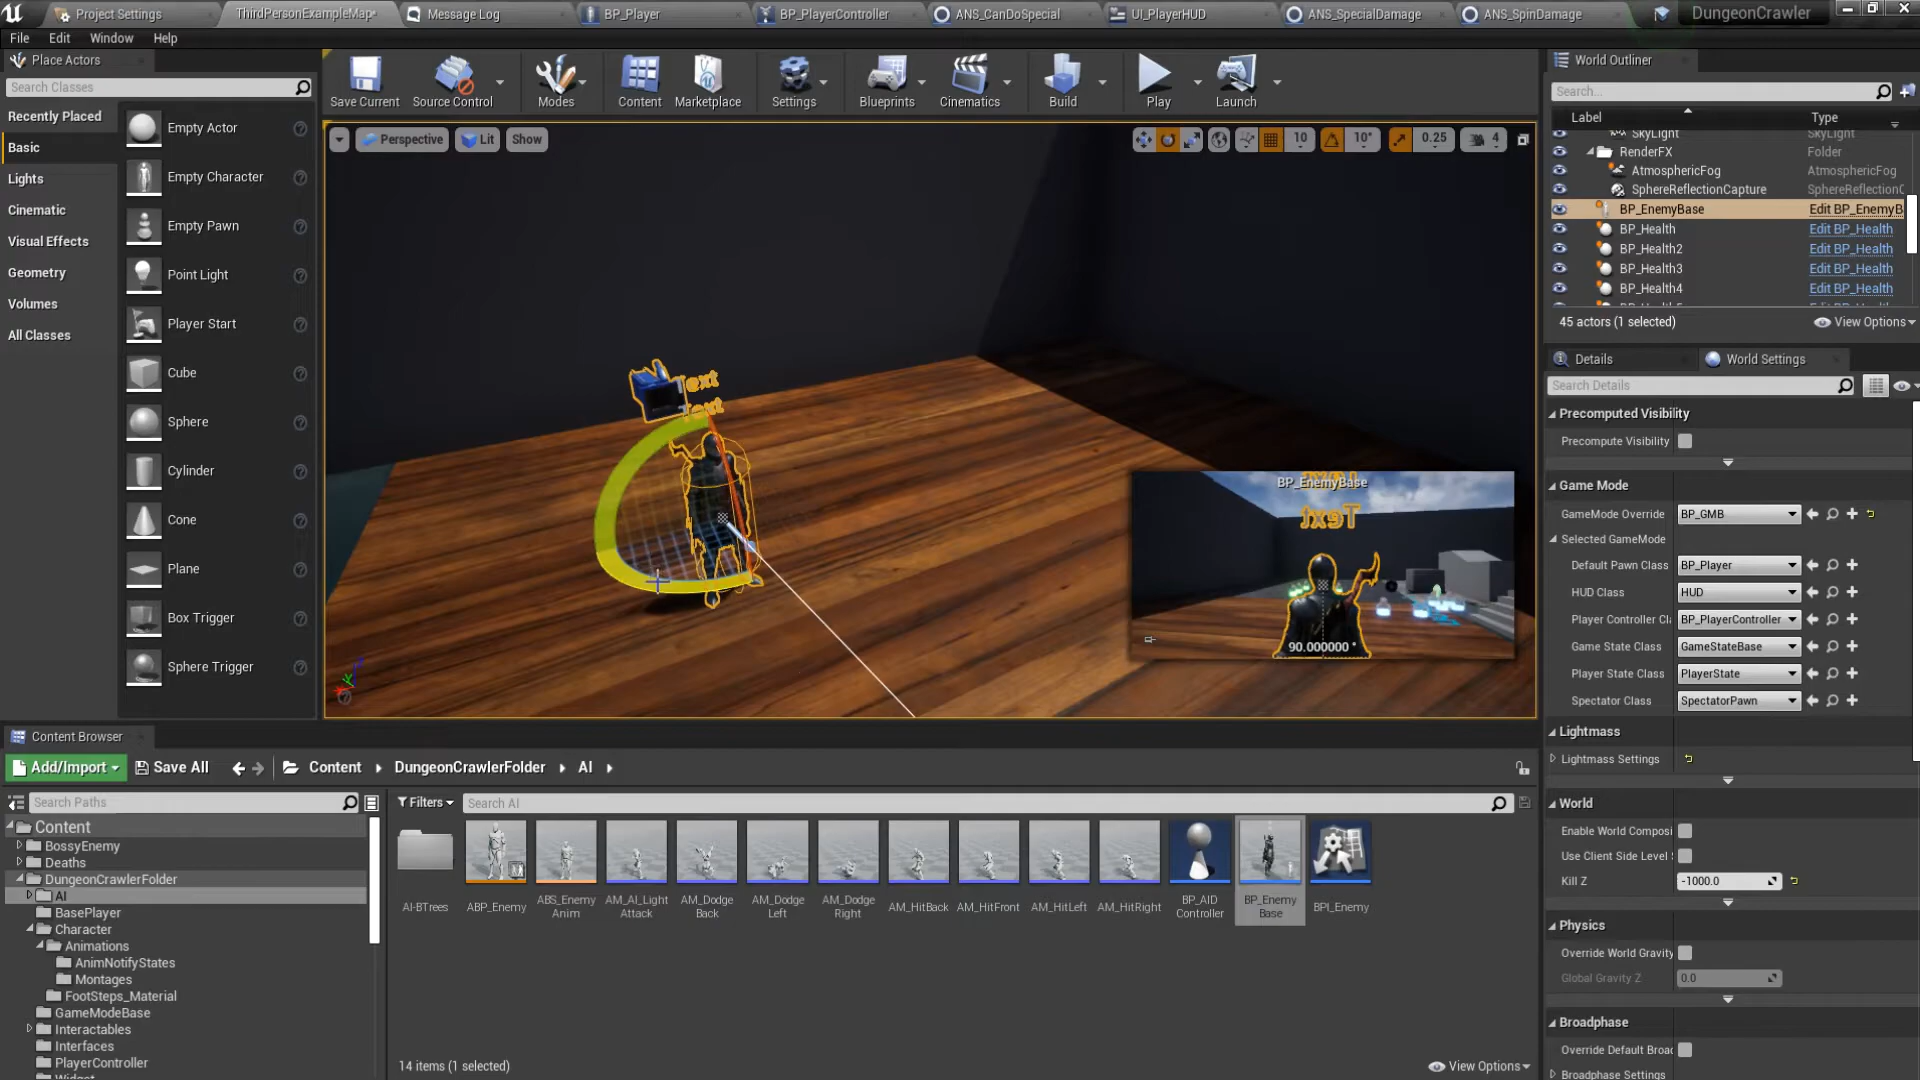 Project Settings
ThirdPersonExampleMap*
Message Log
BP_Player
BP_PlayerController
ANS_CanDoSpecial
UI_PlayerHUD
ANS_SpecialDamage
ANS_SpinDamage
DungeonCrawler
File
Edit
Window
Help
Place Actors
Search Classes
Recently Placed
Basic
Lights
Cinematic
Visual Effects
Geometry
Volumes
All Classes
Empty Actor
Empty Character
Empty Pawn
Point Light
Player Start
Cube
Sphere
Cylinder
Cone
Plane
Box Trigger
Sphere Trigger
Save Current
Source Control
Modes
Content
Marketplace
Settings
Blueprints
Cinematics
Build
Play
Launch
Perspective
Lit
Show
10
10°
0.25
4
Text
Text
BP_EnemyBase
Text
90.000000 °
World Outliner
Search...
Label
Type
SkyLight
SkyLight
RenderFX
Folder
AtmosphericFog
AtmosphericFog
SphereReflectionCapture
SphereReflectionC
BP_EnemyBase
Edit BP_EnemyB
BP_Health
Edit BP_Health
BP_Health2
Edit BP_Health
BP_Health3
Edit BP_Health
BP_Health4
Edit BP_Health
45 actors (1 selected)
View Options
Details
World Settings
Search Details
Precomputed Visibility
Precompute Visibility
Game Mode
GameMode Override
BP_GMB
Selected GameMode
Default Pawn Class
BP_Player
HUD Class
HUD
Player Controller Cl
BP_PlayerController
Game State Class
GameStateBase
Player State Class
PlayerState
Spectator Class
SpectatorPawn
Lightmass
Lightmass Settings
World
Enable World Composi
Use Client Side Level
Kill Z
-1000.0
Physics
Override World Gravity
Global Gravity Z
0.0
Broadphase
Override Default Broad
Broadphase Settings
Content Browser
Add/Import
Save All
Content
DungeonCrawlerFolder
AI
Search Paths
Filters
Search AI
Content
BossyEnemy
Deaths
DungeonCrawlerFolder
AI
BasePlayer
Character
Animations
AnimNotifyStates
Montages
FootSteps_Material
GameModeBase
Interactables
Interfaces
PlayerController
Widget
AI-BTrees
ABP_Enemy
ABS_Enemy
Anim
AM_AI_Light
Attack
AM_Dodge
Back
AM_Dodge
Left
AM_Dodge
Right
AM_HitBack
AM_HitFront
AM_HitLeft
AM_HitRight
BP_AID
Controller
BP_Enemy
Base
BPI_Enemy
14 items (1 selected)
View Options